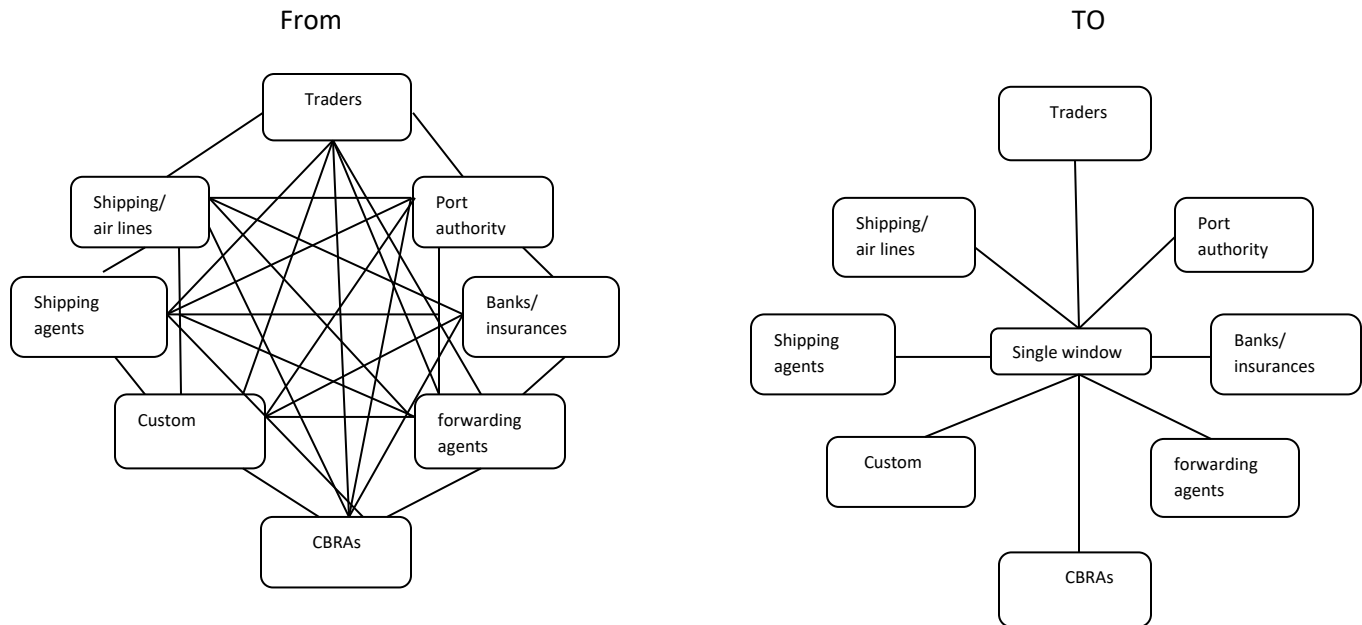 From
TO
Traders
Shipping/
air lines
Port
authority
Shipping
agents
Banks/
insurances
Custom
forwarding
agents
CBRAs
Traders
Shipping/
air lines
Port
authority
Shipping
agents
Single window
Banks/
insurances
Custom
forwarding
agents
CBRAs